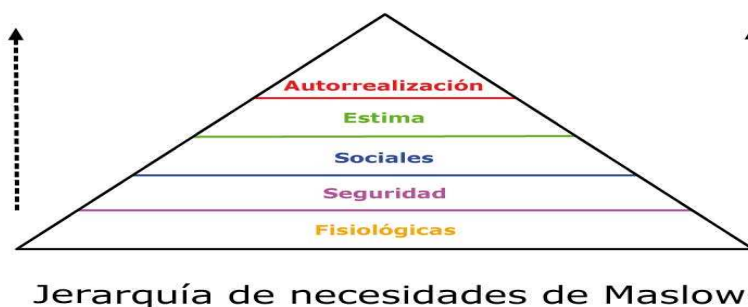 Autorrealización
Estima
Sociales
Seguridad
Fisiológicas
Jerarquía de necesidades de Maslow